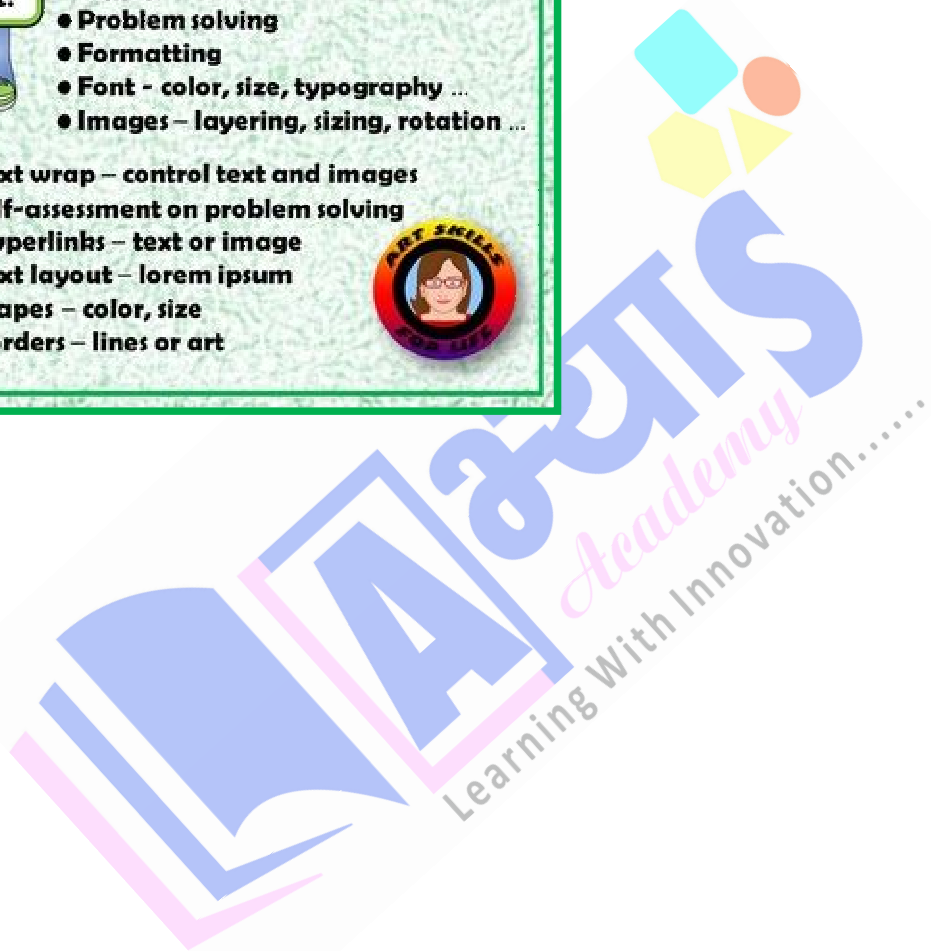 • Problem solving
• Formatting
• Font - color, size, typography ...
• Images – layering, sizing, rotation ...
xt wrap – control text and images
lf-assessment on problem solving
yperlinks – text or image
xt layout – lorem ipsum
apes – color, size
rders – lines or art
ART SKILLS
FOR LIFE
A
Academy
Learning With Innovation......